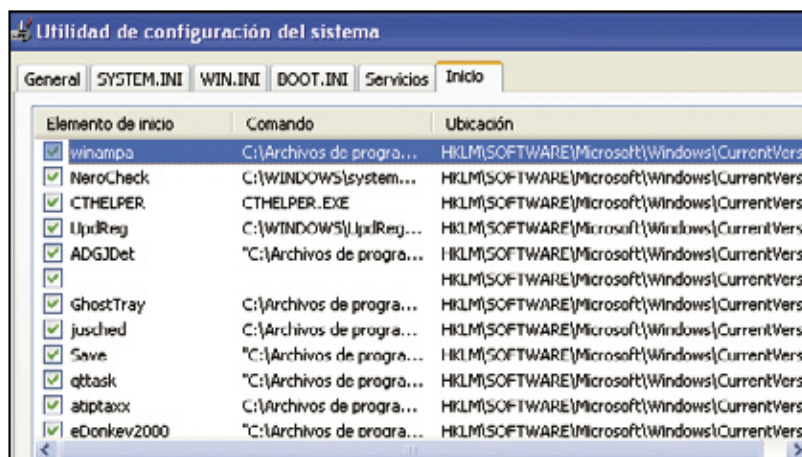 Utilidad de configuración del sistema
General SYSTEM.INI WIN.INI BOOT.INI Servicios Inicio
Elemento de inicio Comando Ubicación
winampa C:\Archivos de progra... HKLM\SOFTWARE\Microsoft\Windows\CurrentVers
NeroCheck C:\WINDOWS\system... HKLM\SOFTWARE\Microsoft\Windows\CurrentVers
CTHELPER CTHELPER.EXE HKLM\SOFTWARE\Microsoft\Windows\CurrentVers
UpdReg C:\WINDOWS\UpdReg... HKLM\SOFTWARE\Microsoft\Windows\CurrentVers
ADGJDet "C:\Archivos de progra... HKLM\SOFTWARE\Microsoft\Windows\CurrentVers
HKLM\SOFTWARE\Microsoft\Windows\CurrentVers
GhostTray C:\Archivos de progra... HKLM\SOFTWARE\Microsoft\Windows\CurrentVers
jusched C:\Archivos de progra... HKLM\SOFTWARE\Microsoft\Windows\CurrentVers
Save "C:\Archivos de progra... HKLM\SOFTWARE\Microsoft\Windows\CurrentVers
qttask "C:\Archivos de progra... HKLM\SOFTWARE\Microsoft\Windows\CurrentVers
atiptaxx C:\Archivos de progra... HKLM\SOFTWARE\Microsoft\Windows\CurrentVers
eDonkey2000 "C:\Archivos de progra... HKLM\SOFTWARE\Microsoft\Windows\CurrentVers